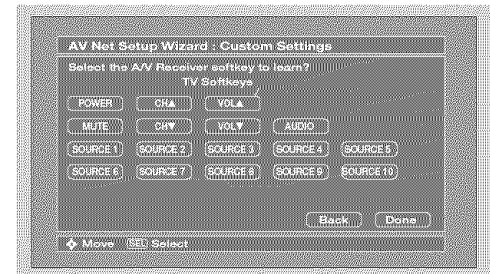 AV Net Setup Wizard : Custom Settings
Select the A/V Receiver softkey to learn?
TV Softkeys
POWER CH▲ VOL▲
MUTE CH▼ VOL▼ AUDIO
SOURCE 1 SOURCE 2 SOURCE 3 SOURCE 4 SOURCE 5
SOURCE 6 SOURCE 7 SOURCE 8 SOURCE 9 SOURCE 10
Back Done
Move SEL Select